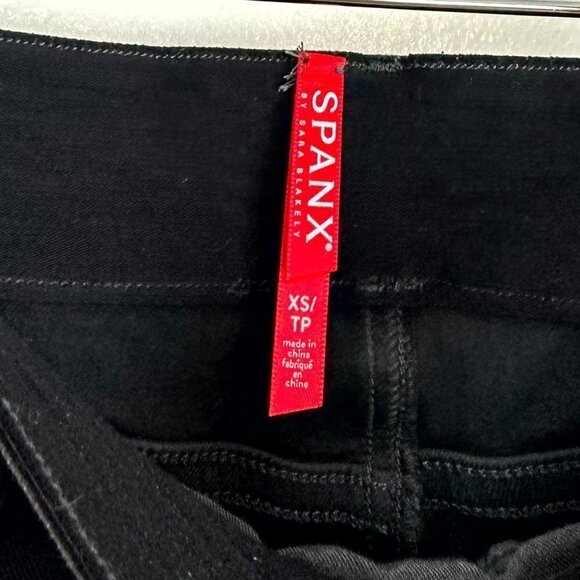 SPANX®
BY SARA BLAKELY
XS/
TP
made in
china
fabriqué
en
chine